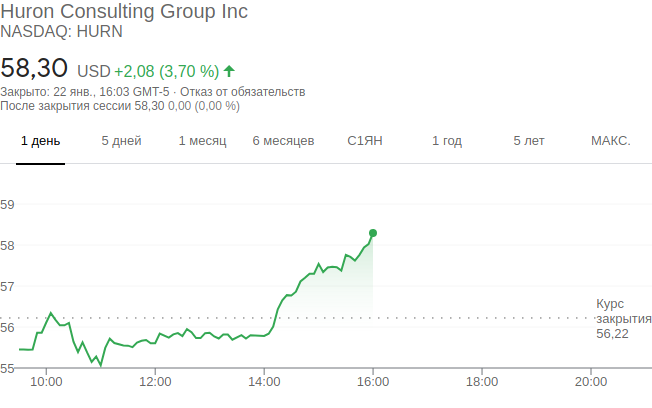 Huron Consulting Group Inc
NASDAQ: HURN
58,30 USD +2,08 (3,70 %)
Закрыто: 22 янв., 16:03 GMT-5 · Отказ от обязательств
После закрытия сессии 58,30 0,00 (0,00 %)
1 день 5 дней 1 месяц 6 месяцев С1ЯН 1 год 5 лет МАКС.
59
58
57
Курс
закрытия
56,22
56
55
10:00 12:00 14:00 16:00 18:00 20:00